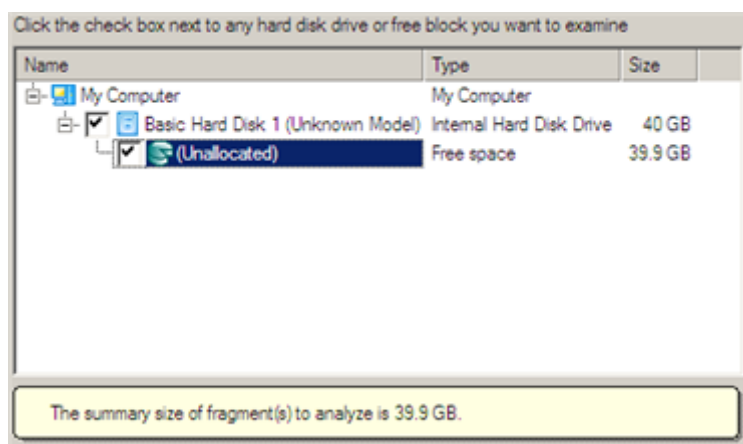 Click the check box next to any hard disk drive or free block you want to examine
Name Type Size
My Computer My Computer
Basic Hard Disk 1 (Unknown Model) Internal Hard Disk Drive 40 GB
(Unallocated) Free space 39.9 GB
The summary size of fragment(s) to analyze is 39.9 GB.